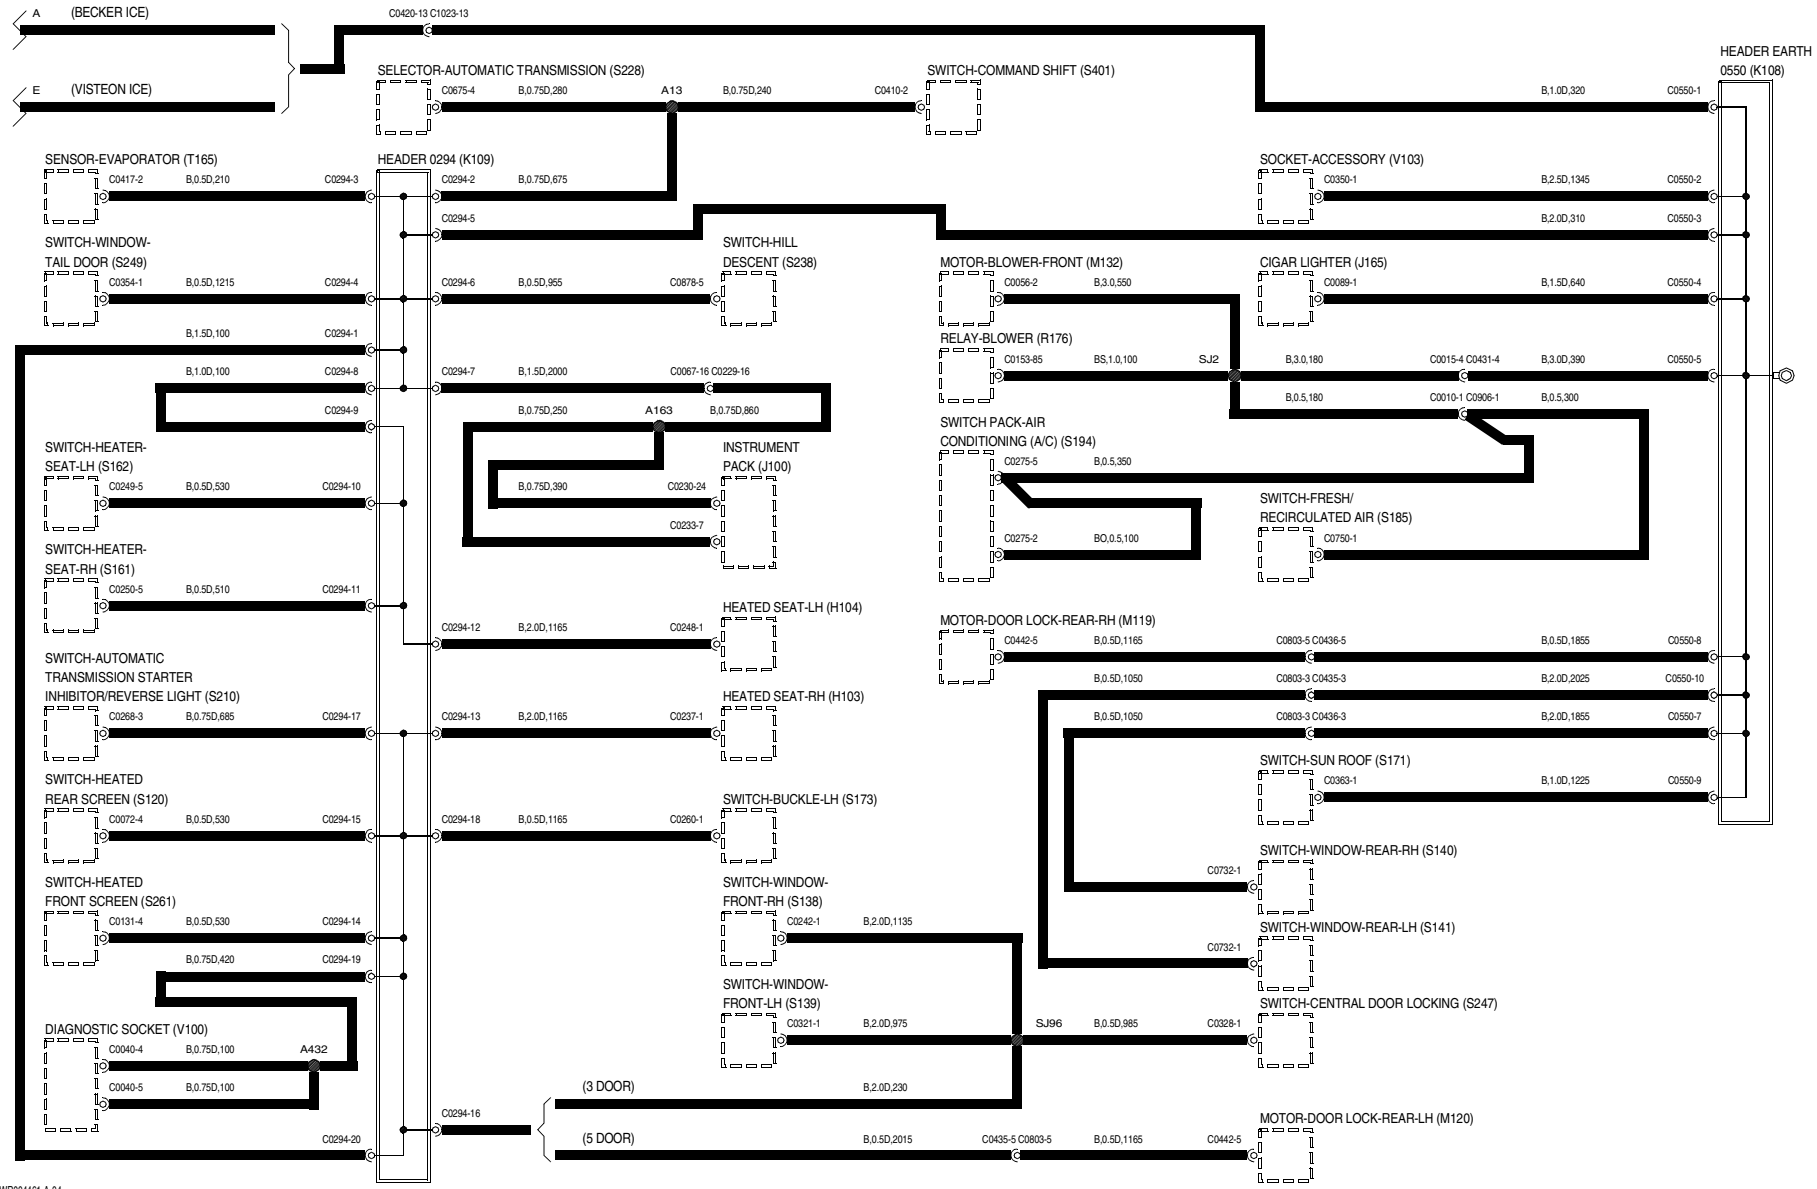 A (BECKER ICE)
C0420-13 C1023-13
HEADER EARTH
0550 (K108)
E (VISTEON ICE)
SELECTOR-AUTOMATIC TRANSMISSION (S228)
C0675-4 B,0.75D,280 A13 B,0.75D,240 C0410-2
SWITCH-COMMAND SHIFT (S401)
B,1.0D,320 C0550-1
SENSOR-EVAPORATOR (T165)
C0417-2 B,0.5D,210 C0294-3
HEADER 0294 (K109)
C0294-2 B,0.75D,675
C0294-5
SOCKET-ACCESSORY (V103)
C0350-1 B,2.5D,1345 C0550-2
B,2.0D,310 C0550-3
SWITCH-WINDOW-
TAIL DOOR (S249)
C0354-1 B,0.5D,1215 C0294-4
C0294-6 B,0.5D,955 C0878-5
SWITCH-HILL
DESCENT (S238)
MOTOR-BLOWER-FRONT (M132)
C0056-2 B,3.0,550
CIGAR LIGHTER (J165)
C0089-1 B,1.5D,640 C0550-4
B,1.5D,100 C0294-1
B,1.0D,100 C0294-8
C0294-9
C0294-7 B,1.5D,2000 C0067-16 C0229-16
B,0.75D,250 A163 B,0.75D,860
RELAY-BLOWER (R176)
C0153-85 BS,1.0,100 SJ2 B,3.0,180 C0015-4 C0431-4 B,3.0D,390 C0550-5
B,0.5,180 C0010-1 C0906-1 B,0.5,300
SWITCH-HEATER-
SEAT-LH (S162)
C0249-5 B,0.5D,530 C0294-10
INSTRUMENT
PACK (J100)
B,0.75D,390 C0230-24
C0233-7
SWITCH PACK-AIR
CONDITIONING (A/C) (S194)
C0275-5 B,0.5,350
C0275-2 BO,0.5,100
SWITCH-FRESH/
RECIRCULATED AIR (S185)
C0750-1
SWITCH-HEATER-
SEAT-RH (S161)
C0250-5 B,0.5D,510 C0294-11
HEATED SEAT-LH (H104)
C0294-12 B,2.0D,1165 C0248-1
MOTOR-DOOR LOCK-REAR-RH (M119)
C0442-5 B,0.5D,1165 C0803-5 C0436-5 B,0.5D,1855 C0550-8
B,0.5D,1050 C0803-3 C0435-3 B,2.0D,2025 C0550-10
B,0.5D,1050 C0803-3 C0436-3 B,2.0D,1855 C0550-7
SWITCH-AUTOMATIC
TRANSMISSION STARTER
INHIBITOR/REVERSE LIGHT (S210)
C0268-3 B,0.75D,685 C0294-17
HEATED SEAT-RH (H103)
C0294-13 B,2.0D,1165 C0237-1
SWITCH-SUN ROOF (S171)
C0363-1 B,1.0D,1225 C0550-9
SWITCH-HEATED
REAR SCREEN (S120)
C0072-4 B,0.5D,530 C0294-15
SWITCH-BUCKLE-LH (S173)
C0294-18 B,0.5D,1165 C0260-1
SWITCH-WINDOW-REAR-RH (S140)
C0732-1
SWITCH-HEATED
FRONT SCREEN (S261)
C0131-4 B,0.5D,530 C0294-14
B,0.75D,420 C0294-19
SWITCH-WINDOW-
FRONT-RH (S138)
C0242-1 B,2.0D,1135
SWITCH-WINDOW-REAR-LH (S141)
C0732-1
DIAGNOSTIC SOCKET (V100)
C0040-4 B,0.75D,100 A432
C0040-5 B,0.75D,100
SWITCH-WINDOW-
FRONT-LH (S139)
C0321-1 B,2.0D,975 SJ96 B,0.5D,985 C0328-1
SWITCH-CENTRAL DOOR LOCKING (S247)
(3 DOOR) B,2.0D,230
C0294-16
C0294-20
(5 DOOR) B,0.5D,2015 C0435-5 C0803-5 B,0.5D,1165 C0442-5
MOTOR-DOOR LOCK-REAR-LH (M120)